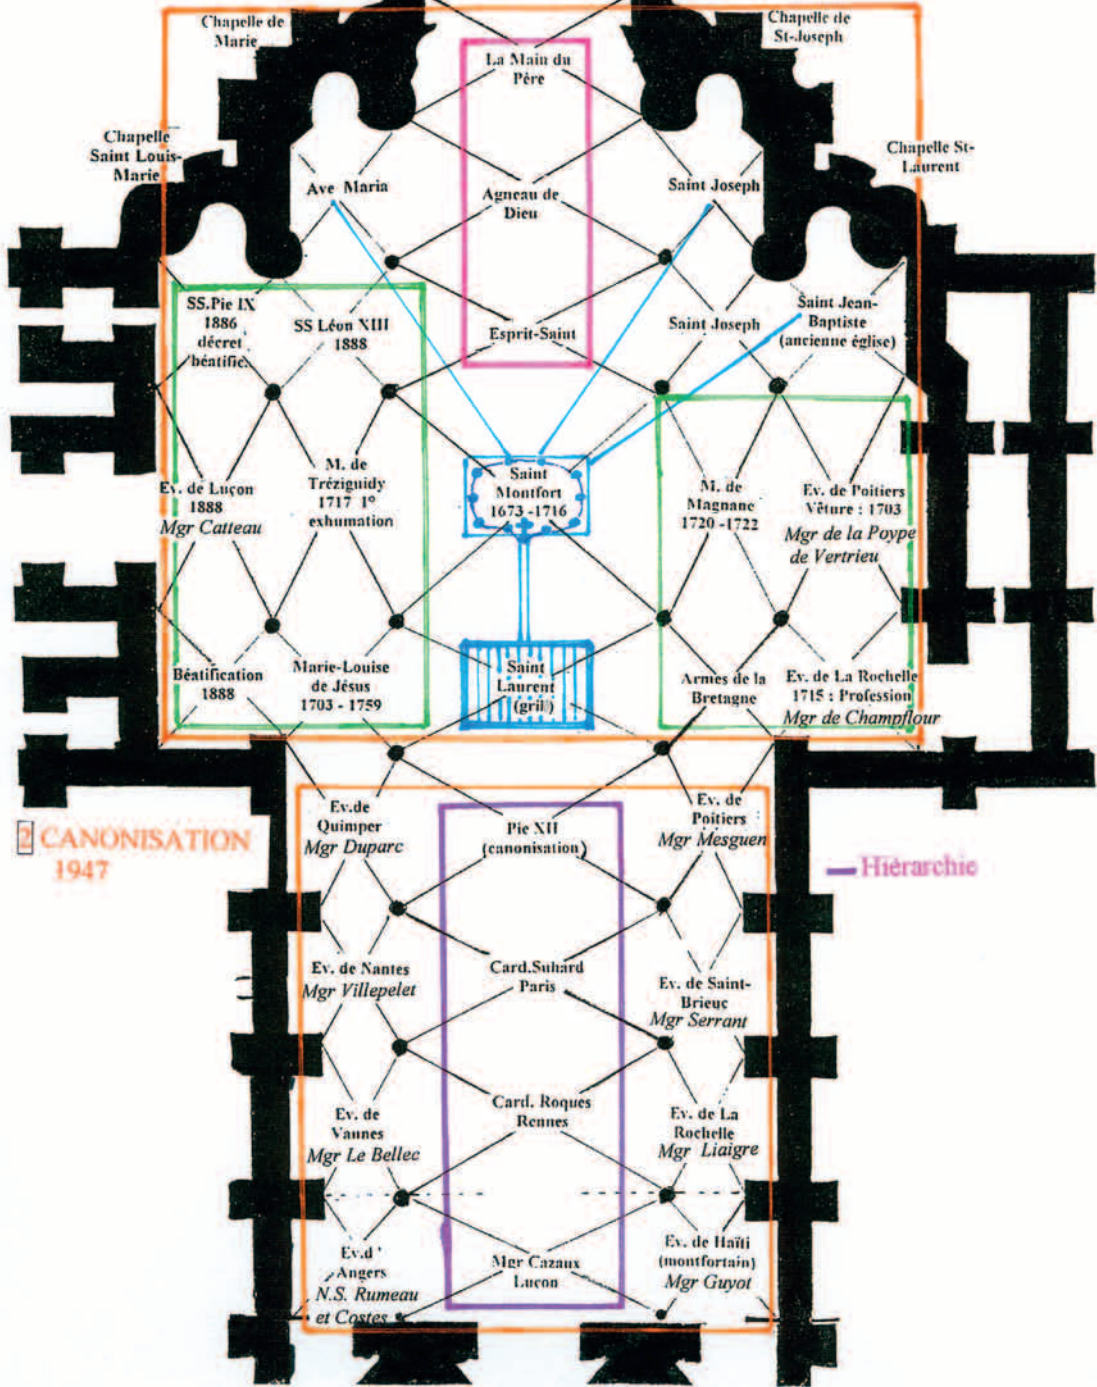 Chapelle de
Marie
Chapelle de
St-Joseph
La Main du
Père
Chapelle
Saint Louis-
Marie
Chapelle St-
Laurent
Ave Maria
Agneau de
Dieu
Saint Joseph
SS.Pie IX
1886
décret
béatific.
SS Léon XIII
1888
Esprit-Saint
Saint Joseph
Saint Jean-
Baptiste
(ancienne église)
Ev. de Luçon
1888
Mgr Catteau
M. de
Tréziguidy
1717 1°
exhumation
Saint
Montfort
1673 -1716
M. de
Magnane
1720 -1722
Ev. de Poitiers
Vêture : 1703
Mgr de la Poype
de Vertrieu
Béatification
1888
Marie-Louise
de Jésus
1703 - 1759
Saint
Laurent
(gril)
Armes de la
Bretagne
Ev. de La Rochelle
1715 : Profession
Mgr de Champflour
2 CANONISATION
1947
Ev.de
Quimper
Mgr Duparc
Pie XII
(canonisation)
Ev. de
Poitiers
Mgr Mesguen
Hiérarchie
Ev. de Nantes
Mgr Villepelet
Card.Suhard
Paris
Ev. de Saint-
Brieuc
Mgr Serrant
Ev. de
Vannes
Mgr Le Bellec
Card. Roques
Rennes
Ev. de La
Rochelle
Mgr Liaigre
Ev.d'
Angers
N.S. Rumeau
et Costes
Mgr Cazaux
Luçon
Ev. de Haïti
(montfortain)
Mgr Guyot